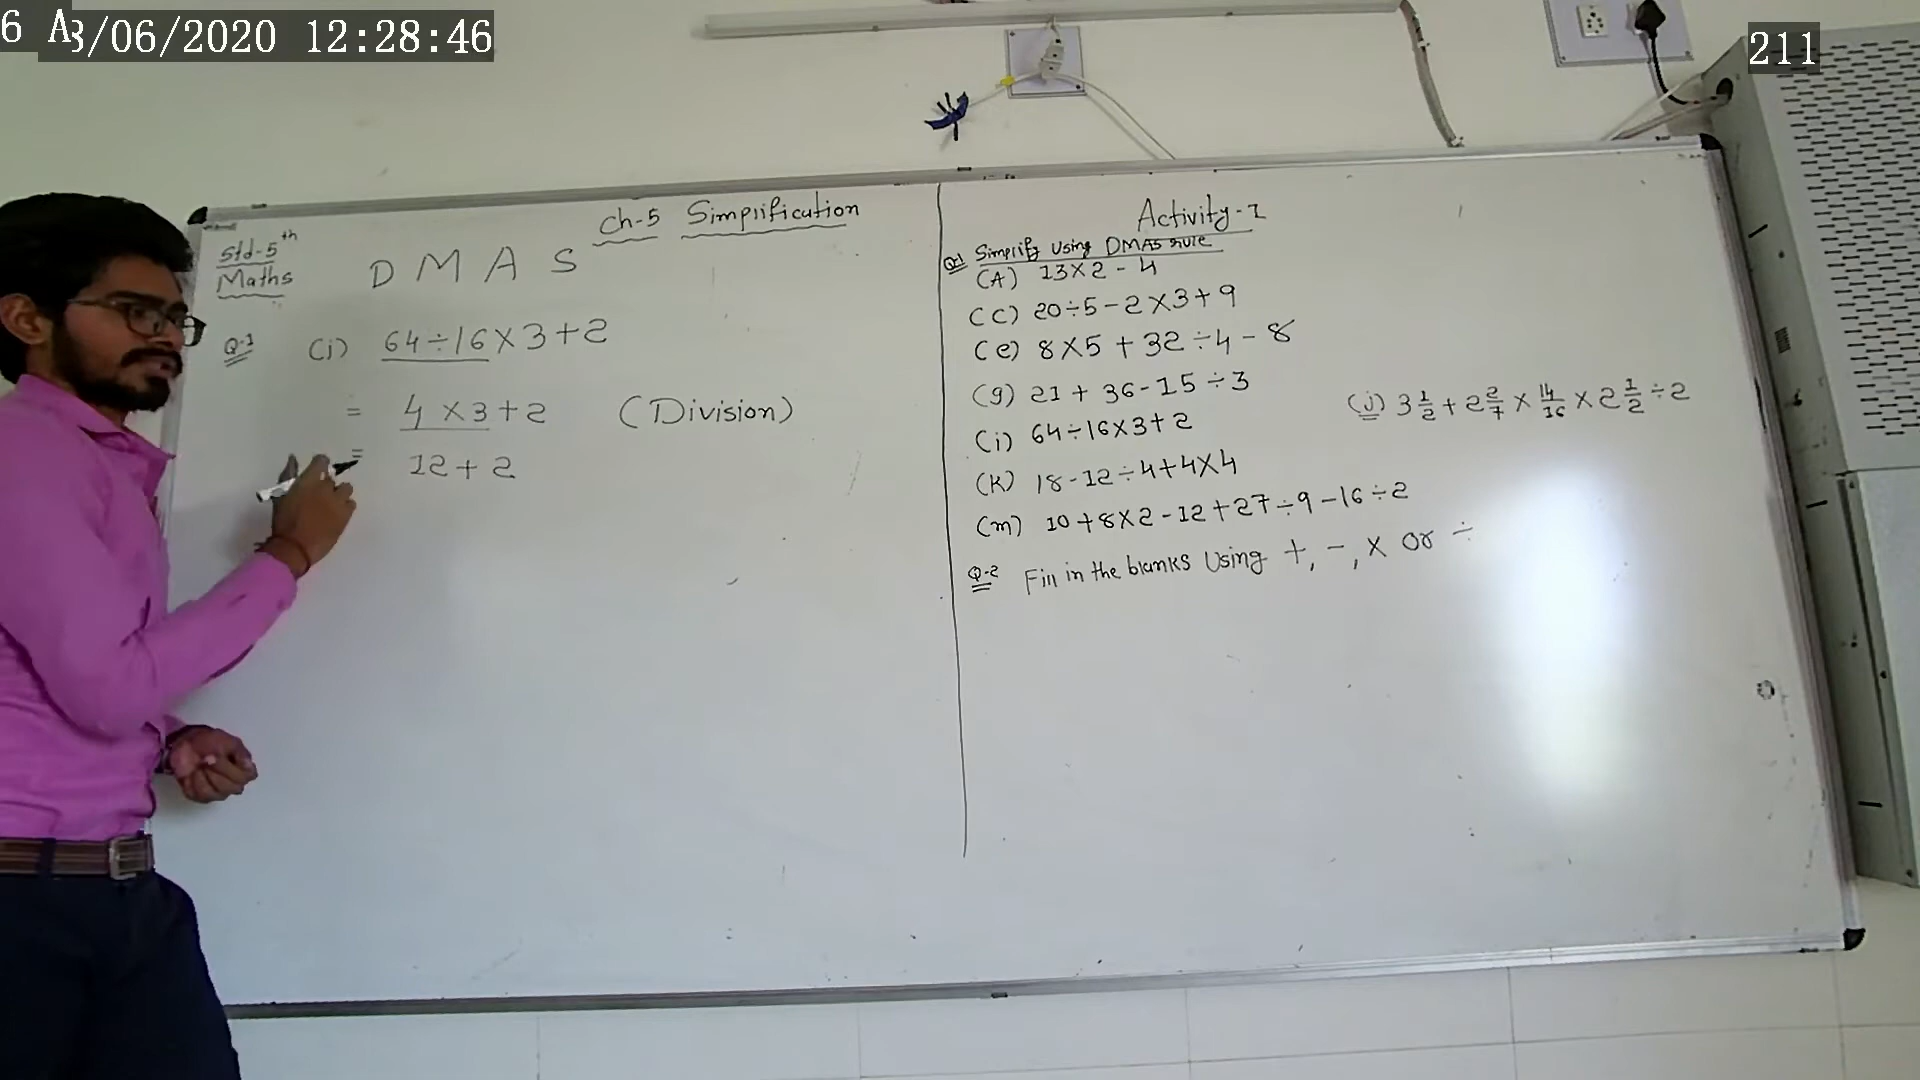 6 A
3/06/2020 12:28:46
211
Ch-5 Simplification
Std-5th
Maths
D M A S
Q-1 (i) 64÷16×3+2
= 4×3+2 (Division)
= 12+2
Activity-1
Q-1 Simplify Using DMAS rule
(A) 13×2-4
(C) 20÷5-2×3+9
(e) 8×5+32÷4-8
(g) 21+36-15÷3
(i) 64÷16×3+2
(j) 3 1/2 + 2 2/7 × 14/16 × 2 1/2 ÷ 2
(K) 18-12÷4+4×4
(m) 10+8×2-12+27÷9-16÷2
Q-2 Fill in the blanks Using +, -, × Or ÷